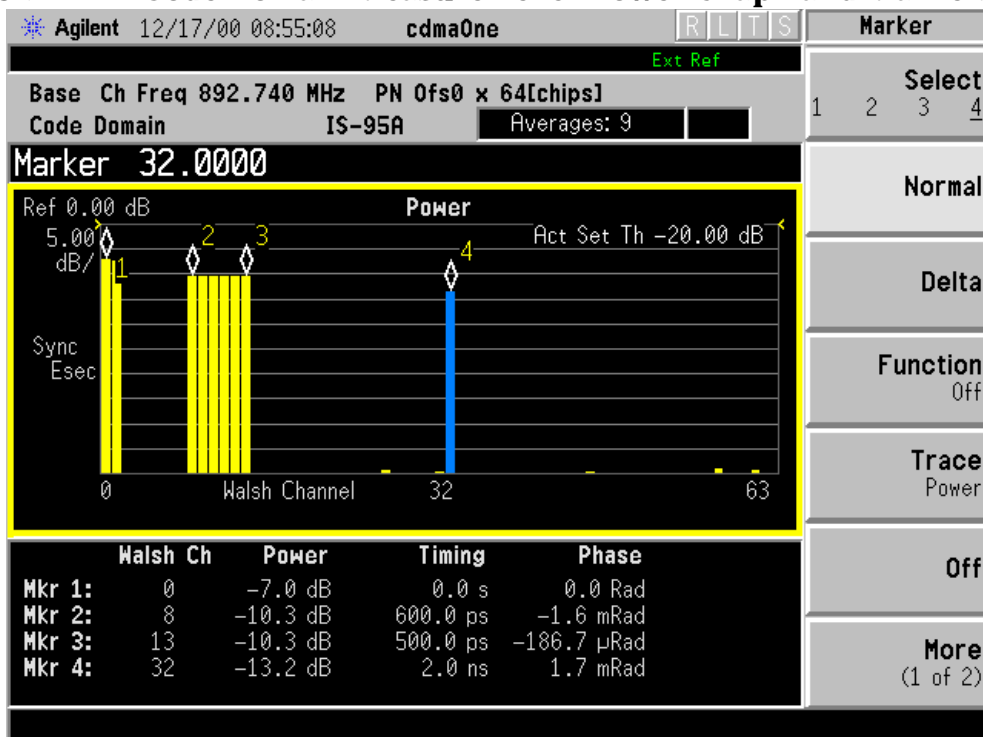 Agilent 12/17/00 08:55:08 cdmaOne R L T S
Marker
Ext Ref
Base Ch Freq 892.740 MHz PN Ofs0 x 64[chips]
Code Domain IS-95A Averages: 9
Select
1 2 3 4
Marker 32.0000
Normal
Ref 0.00 dB Power
5.00 dB/
Act Set Th -20.00 dB
1 2 3 4
Delta
Sync
Esec
Function
Off
Trace
Power
0 Walsh Channel 32 63
Off
Walsh Ch Power Timing Phase
Mkr 1: 0 -7.0 dB 0.0 s 0.0 Rad
Mkr 2: 8 -10.3 dB 600.0 ps -1.6 mRad
Mkr 3: 13 -10.3 dB 500.0 ps -186.7 µRad
Mkr 4: 32 -13.2 dB 2.0 ns 1.7 mRad
More
(1 of 2)